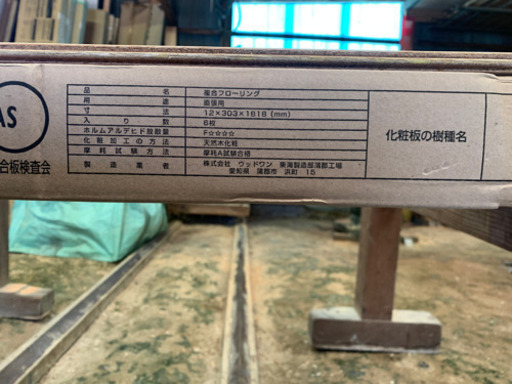 AS
合板検査会
品名 複合フローリング
用途 直張用
寸法 12×303×1818（mm）
入り数 6枚
ホルムアルデヒド放散量 F☆☆☆☆
化粧加工の方法 天然木化粧
摩耗試験方法 摩耗A試験合格
製造業者 株式会社 ウッドワン 東海製造部蒲郡工場
愛知県 蒲郡市 浜町 15
化粧板の樹種名